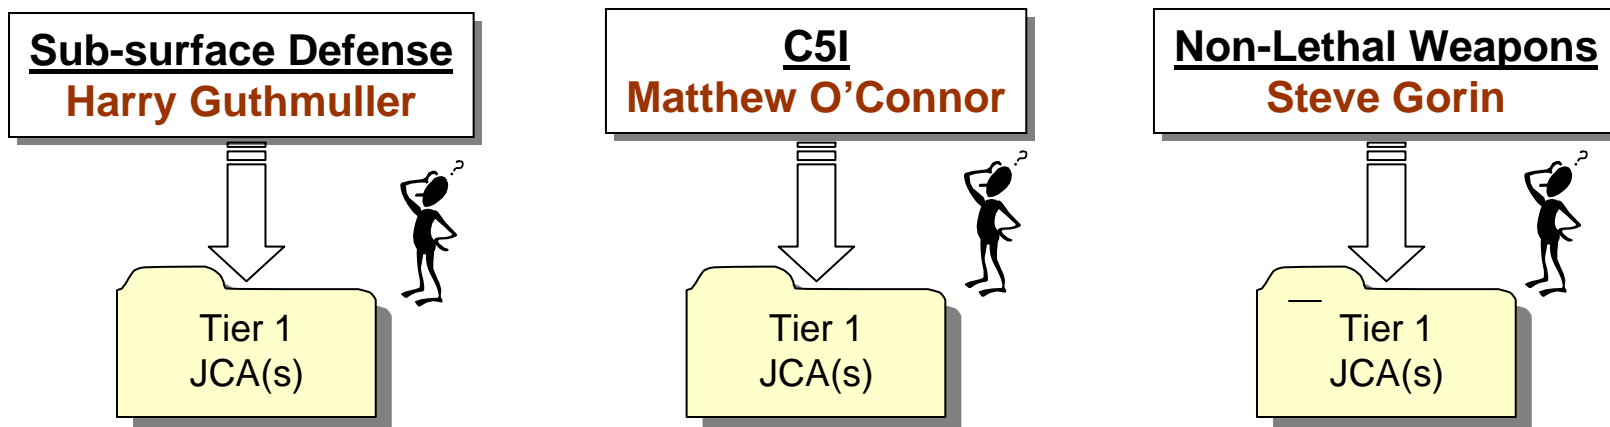 Sub-surface Defense
Harry Guthmuller
C5I
Matthew O’Connor
Non-Lethal Weapons
Steve Gorin
?
?
?
Tier 1
JCA(s)
Tier 1
JCA(s)
Tier 1
JCA(s)